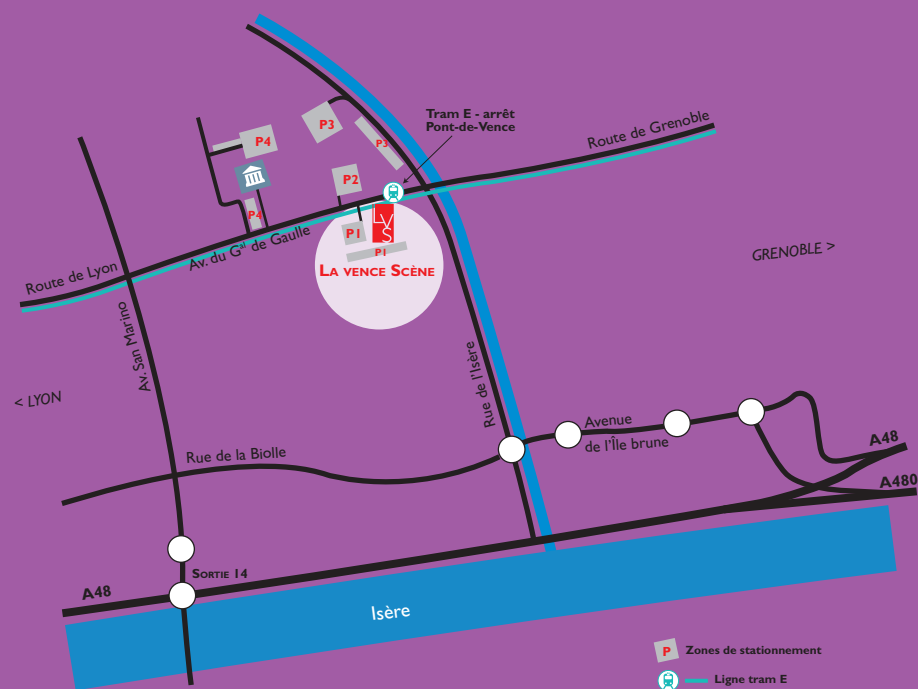 Tram E - arrêt
Pont-de-Vence
Route de Grenoble
P4
P3
P3
P2
P4
P1
LVS
P1
LA VENCE SCÈNE
Av. du Gal de Gaulle
Route de Lyon
GRENOBLE >
Av. San Marino
< LYON
Rue de l'Isère
Rue de la Biolle
Avenue
de l'Île brune
A48
A480
SORTIE 14
A48
Isère
P Zones de stationnement
Ligne tram E